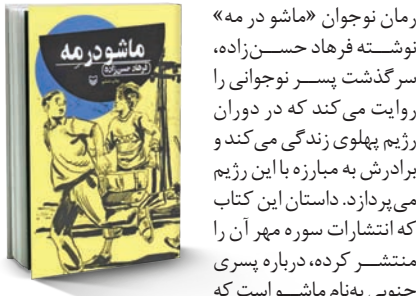 رمان نوجوان «ماشو در مه»
نوشته فرهاد حسن‌زاده،
سرگذشت پسر نوجوانی را
روایت می‌کند که در دوران
رژیم پهلوی زندگی می‌کند و
برادرش به مبارزه با این رژیم
می‌پردازد. داستان این کتاب
که انتشارات سوره مهر آن را
منتشر کرده، درباره پسری
جنوبی به‌نام ماشو است که
ماشو در مه
فرهاد حسن‌زاده